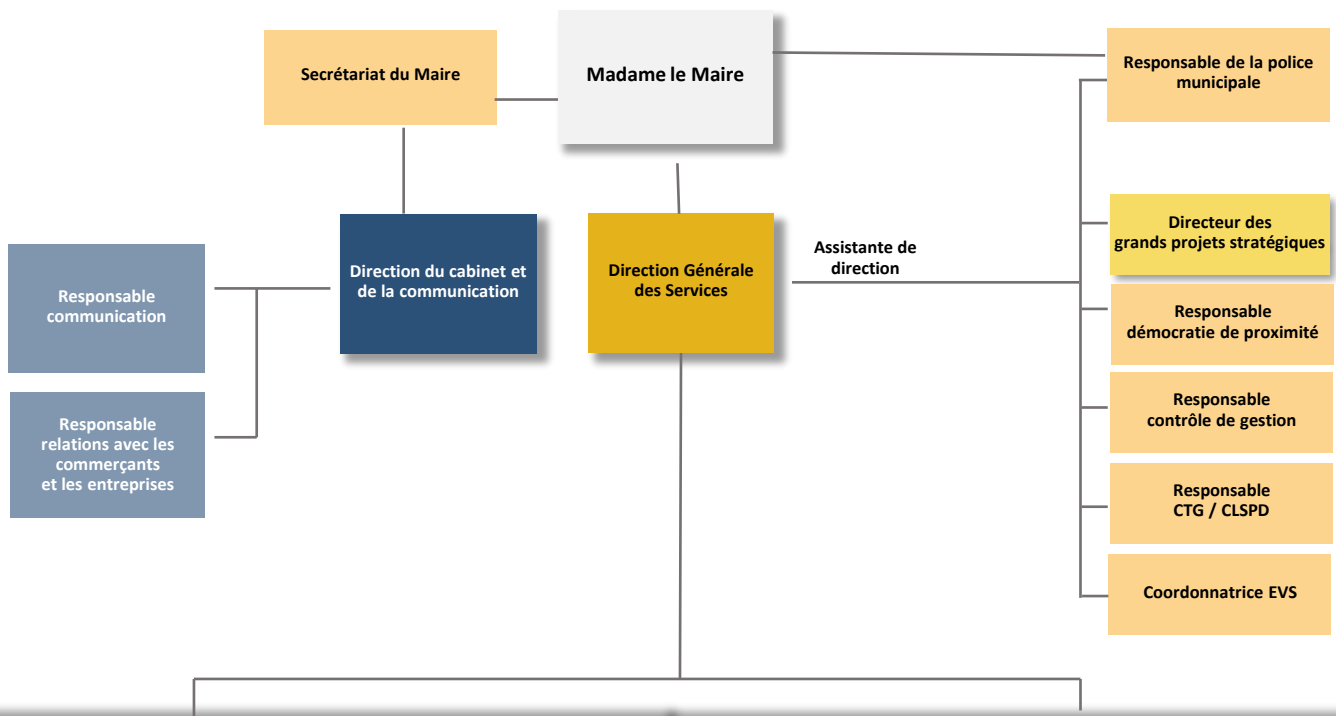 Secrétariat du Maire
Madame le Maire
Responsable de la police
municipale
Direction du cabinet et
de la communication
Direction Générale
des Services
Assistante de
direction
Directeur des
grands projets stratégiques
Responsable
communication
Responsable
démocratie de proximité
Responsable
relations avec les
commerçants
et les entreprises
Responsable
contrôle de gestion
Responsable
CTG / CLSPD
Coordonnatrice EVS